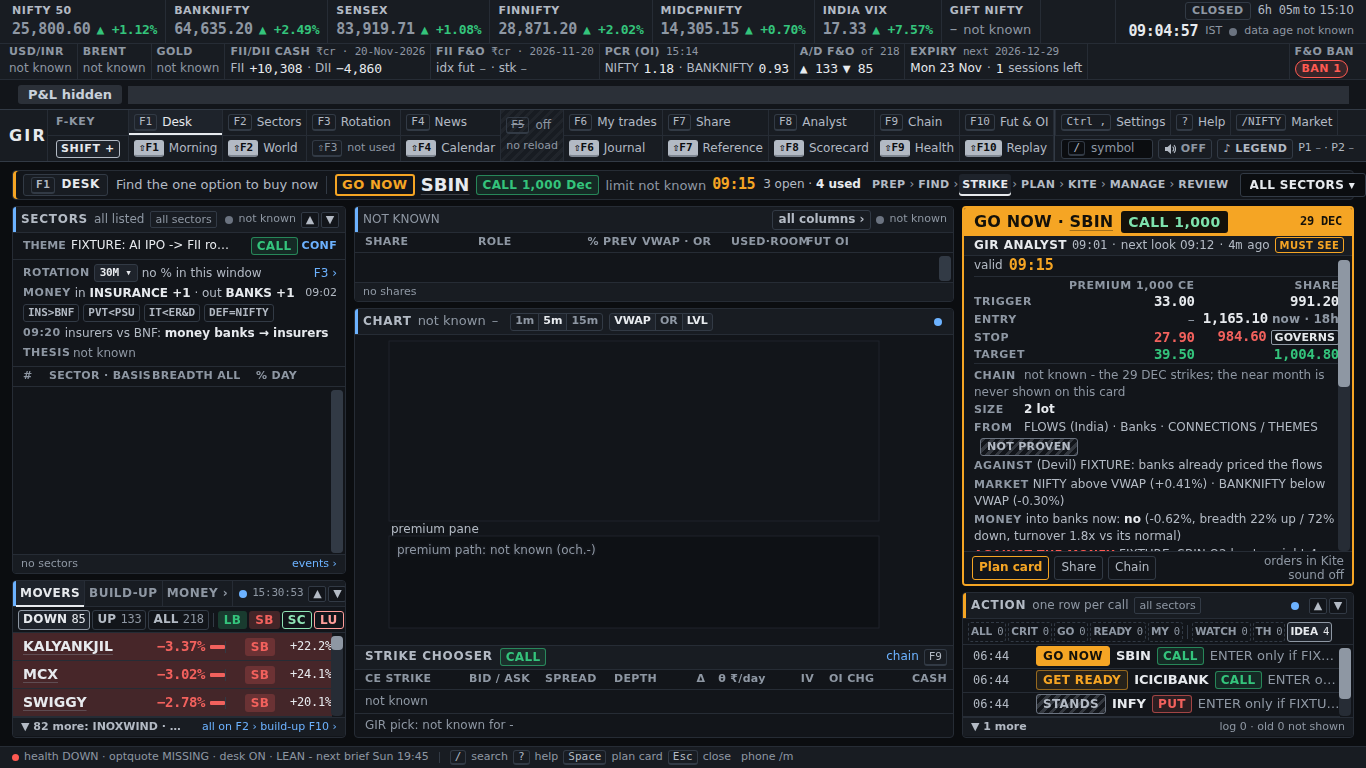 NIFTY 50 BANKNIFTY SENSEX FINNIFTY MIDCPNIFTY INDIA VIX GIFT NIFTY CLOSED 6h 05m to 15:10
25,800.60 ▲ +1.12% 64,635.20 ▲ +2.49% 83,919.71 ▲ +1.08% 28,871.20 ▲ +2.02% 14,305.15 ▲ +0.70% 17.33 ▲ +7.57% – not known 09:04:57 IST data age not known
USD/INR BRENT GOLD FII/DII CASH ₹cr · 20-Nov-2026 FII F&O ₹cr · 2026-11-20 PCR (OI) 15:14 A/D F&O of 218 EXPIRY next 2026-12-29 F&O BAN
not known not known not known FII +10,308 · DII −4,860 idx fut – · stk – NIFTY 1.18 · BANKNIFTY 0.93 ▲ 133 ▼ 85 Mon 23 Nov · 1 sessions left BAN 1
P&L hidden
GIR F-KEY F1 Desk F2 Sectors F3 Rotation F4 News F5 off F6 My trades F7 Share F8 Analyst F9 Chain F10 Fut & OI Ctrl , Settings ? Help /NIFTY Market
SHIFT + ⇧F1 Morning ⇧F2 World ⇧F3 not used ⇧F4 Calendar no reload ⇧F6 Journal ⇧F7 Reference ⇧F8 Scorecard ⇧F9 Health ⇧F10 Replay / symbol OFF ♪ LEGEND P1 – · P2 –
F1 DESK Find the one option to buy now GO NOW SBIN CALL 1,000 Dec limit not known 09:15 3 open · 4 used PREP › FIND › STRIKE › PLAN › KITE › MANAGE › REVIEW ALL SECTORS ▾
SECTORS all listed all sectors not known ▲ ▼
THEME FIXTURE: AI IPO -> FII ro… CALL CONF
ROTATION 30M ▾ no % in this window F3 ›
MONEY in INSURANCE +1 · out BANKS +1 09:02
INS>BNF PVT<PSU IT<ER&D DEF=NIFTY
09:20 insurers vs BNF: money banks → insurers
THESIS not known
# SECTOR · BASIS BREADTH ALL % DAY
no sectors events ›
MOVERS BUILD-UP MONEY › 15:30:53 ▲ ▼
DOWN 85 UP 133 ALL 218 LB SB SC LU
KALYANKJIL −3.37% SB +22.2%
MCX −3.02% SB +24.1%
SWIGGY −2.78% SB +20.1%
▼ 82 more: INOXWIND · … all on F2 › build-up F10 ›
NOT KNOWN all columns › not known
SHARE ROLE % PREV VWAP · OR USED·ROOM FUT OI
no shares
CHART not known – 1m 5m 15m VWAP OR LVL
premium pane
premium path: not known (och.-)
STRIKE CHOOSER CALL chain F9
CE STRIKE BID / ASK SPREAD DEPTH Δ θ ₹/day IV OI CHG CASH
not known
GIR pick: not known for -
GO NOW · SBIN CALL 1,000 29 DEC
GIR ANALYST 09:01 · next look 09:12 · 4m ago MUST SEE
valid 09:15
PREMIUM 1,000 CE SHARE
TRIGGER 33.00 991.20
ENTRY – 1,165.10 now · 18h
STOP 27.90 984.60 GOVERNS
TARGET 39.50 1,004.80
CHAIN not known - the 29 DEC strikes; the near month is
never shown on this card
SIZE 2 lot
FROM FLOWS (India) · Banks · CONNECTIONS / THEMES
NOT PROVEN
AGAINST (Devil) FIXTURE: banks already priced the flows
MARKET NIFTY above VWAP (+0.41%) · BANKNIFTY below
VWAP (-0.30%)
MONEY into banks now: no (-0.62%, breadth 22% up / 72%
down, turnover 1.8x vs its normal)
Plan card Share Chain orders in Kite
sound off
ACTION one row per call all sectors ▲ ▼
ALL 0 CRIT 0 GO 0 READY 0 MY 0 WATCH 0 TH 0 IDEA 4
06:44 GO NOW SBIN CALL ENTER only if FIX…
06:44 GET READY ICICIBANK CALL ENTER o…
06:44 STANDS INFY PUT ENTER only if FIXTU…
▼ 1 more log 0 · old 0 not shown
health DOWN · optquote MISSING · desk ON · LEAN - next brief Sun 19:45 / search ? help Space plan card Esc close phone /m